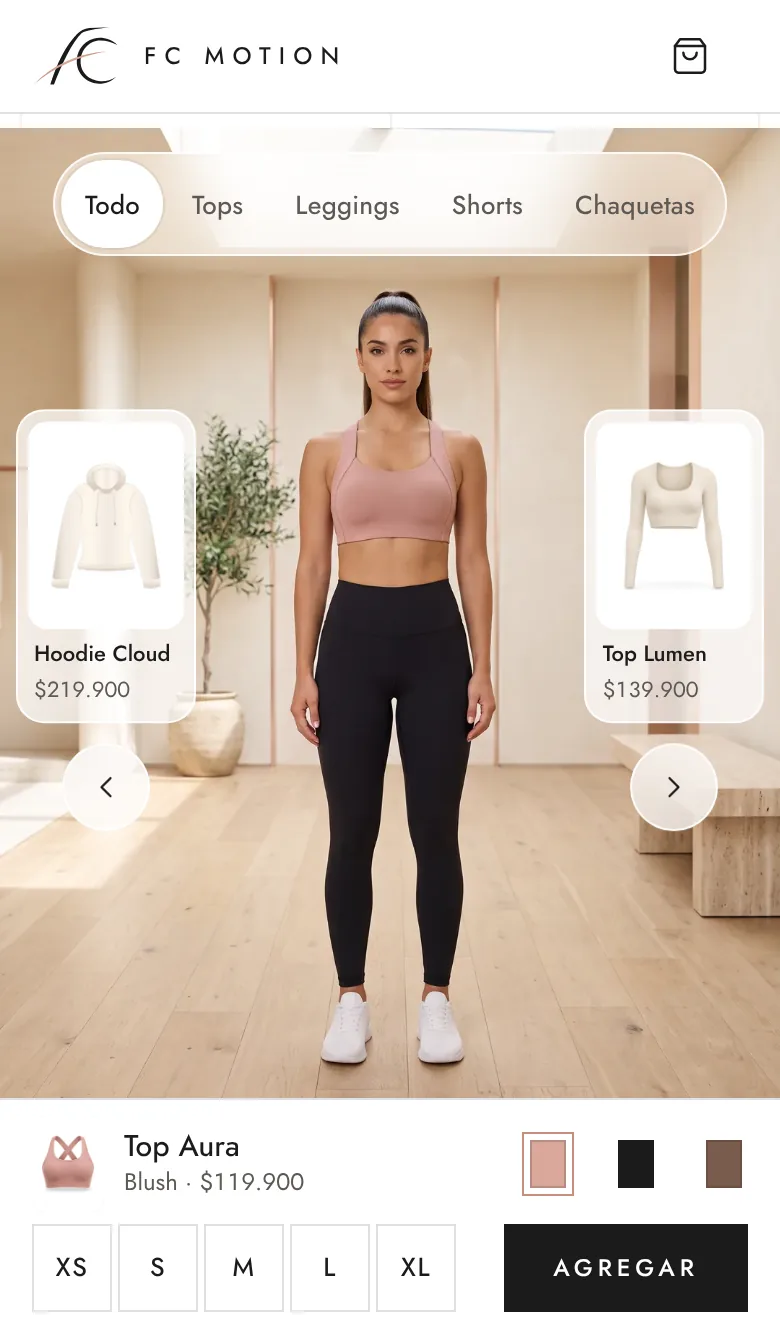 FC MOTION
Todo Tops Leggings Shorts Chaquetas
Hoodie Cloud
$219.900
Top Lumen
$139.900
Top Aura
Blush · $119.900
XS S M L XL
AGREGAR